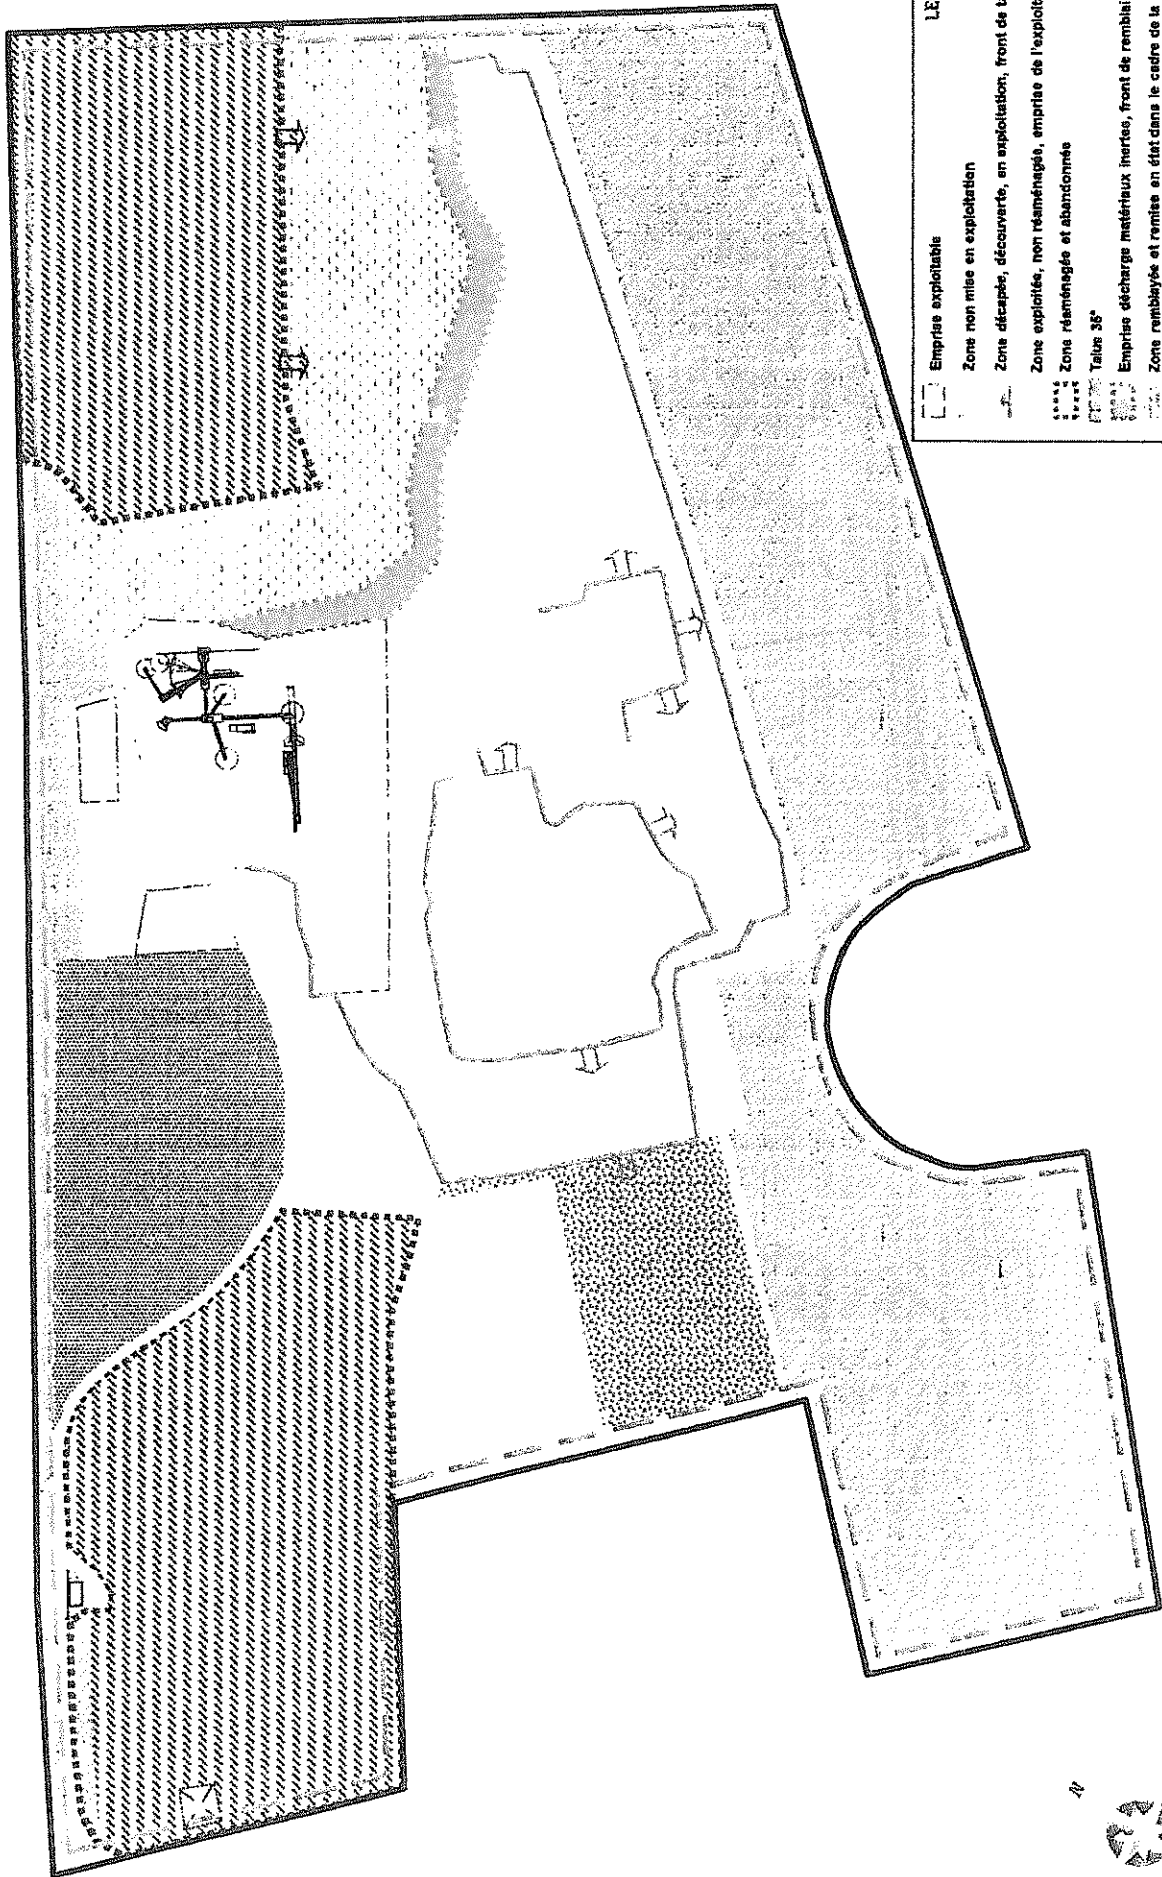 LE
Emprise exploitable
Zone non mise en exploitation
Zone décapée, découverte, en exploitation, front de t
Zone exploitée, non réaménagée, emprise de l'exploit
Zone réaménagée et abandonnée
Talus 35°
Emprise décharge matériaux inertes, front de remblai
Zone remblayée et remise en état dans le cadre de la
N